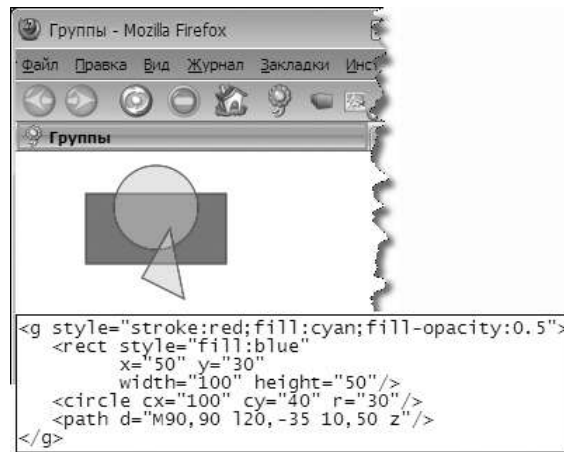 Группы - Mozilla Firefox
Файл Правка Вид Журнал Закладки Инст
Группы
<g style="stroke:red;fill:cyan;fill-opacity:0.5">
<rect style="fill:blue"
x="50" y="30"
width="100" height="50"/>
<circle cx="100" cy="40" r="30"/>
<path d="M90,90 l20,-35 10,50 z"/>
</g>